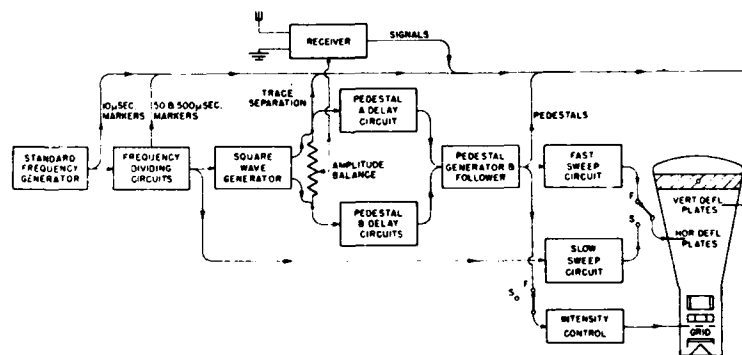 RECEIVER
SIGNALS
10μSEC.
MARKERS
50 & 500μSEC.
MARKERS
TRACE
SEPARATION
PEDESTALS
STANDARD
FREQUENCY
GENERATOR
FREQUENCY
DIVIDING
CIRCUITS
SQUARE
WAVE
GENERATOR
PEDESTAL
A DELAY
CIRCUIT
AMPLITUDE
BALANCE
PEDESTAL
B DELAY
CIRCUITS
PEDESTAL
GENERATOR &
FOLLOWER
FAST
SWEEP
CIRCUIT
F
S
SLOW
SWEEP
CIRCUIT
S
F
INTENSITY
CONTROL
VERT DEFL
PLATES
HOR DEFL
PLATES
GRID